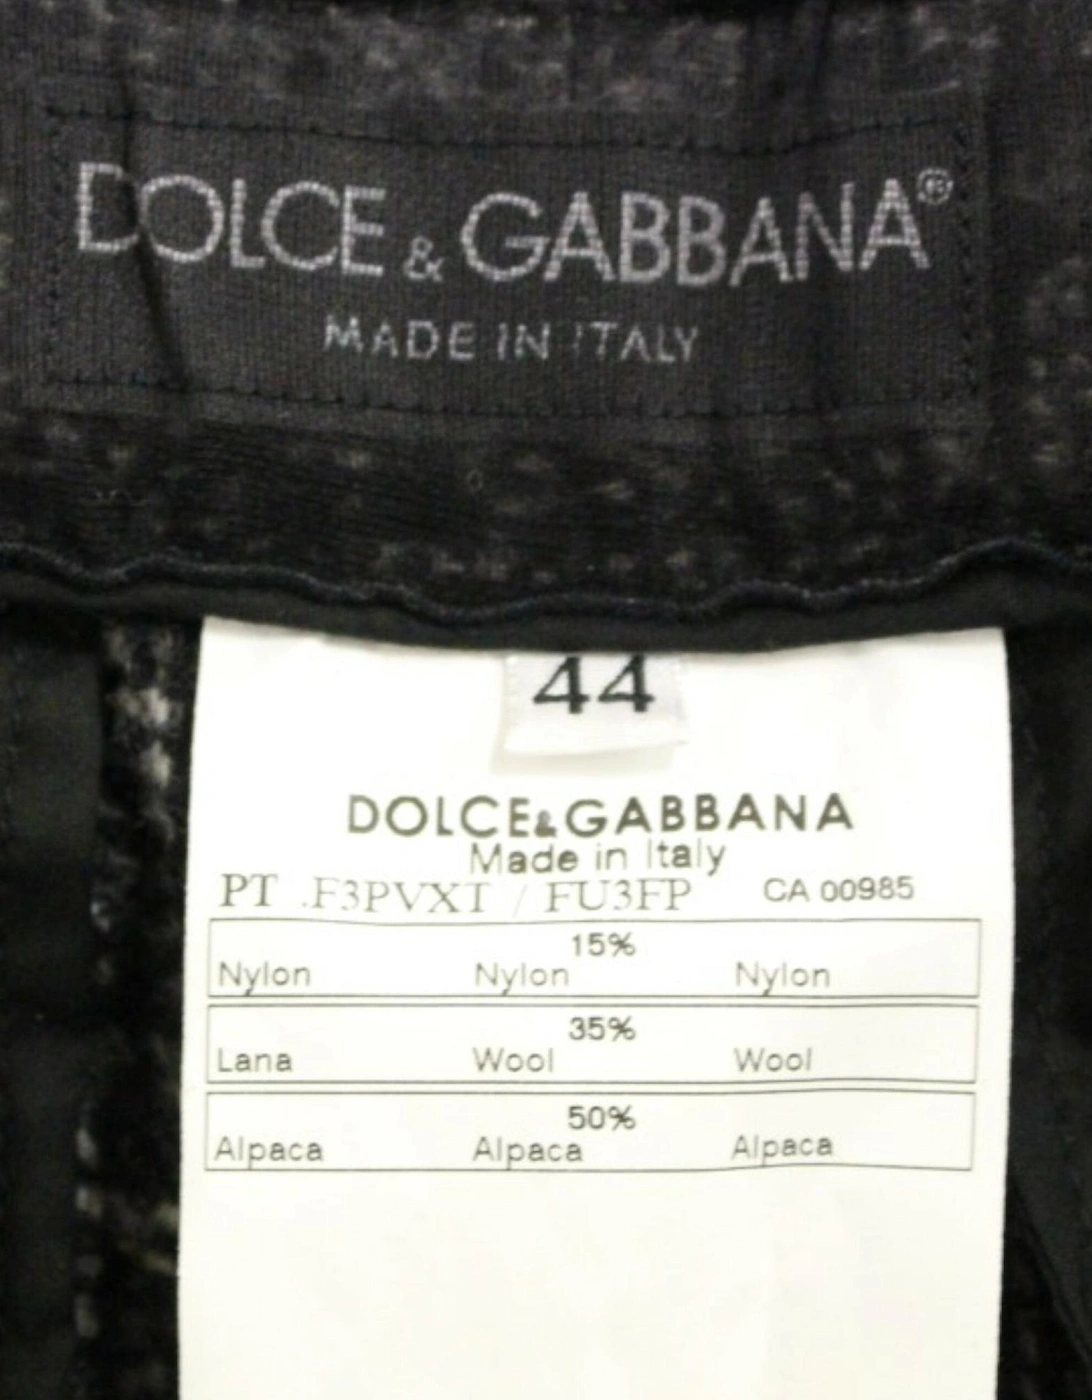 DOLCE & GABBANA®
MADE IN ITALY
44
DOLCE&GABBANA
Made in Italy
PT .F3PVXT / FU3FP CA 00985
15%
Nylon Nylon Nylon
35%
Lana Wool Wool
50%
Alpaca Alpaca Alpaca